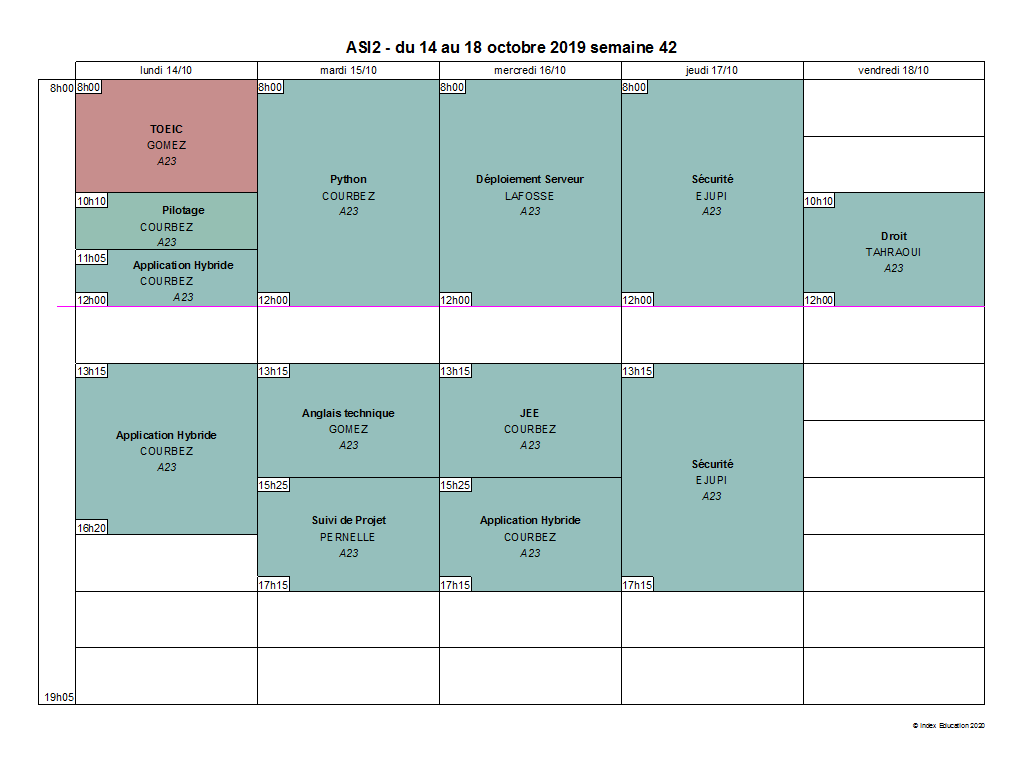 ASI2 - du 14 au 18 octobre 2019 semaine 42
lundi 14/10
mardi 15/10
mercredi 16/10
jeudi 17/10
vendredi 18/10
8h00
19h05
8h00
TOEIC
GOMEZ
A23
10h10
Pilotage
COURBEZ
A23
11h05
Application Hybride
COURBEZ
A23
12h00
13h15
Application Hybride
COURBEZ
A23
16h20
8h00
Python
COURBEZ
A23
12h00
13h15
Anglais technique
GOMEZ
A23
15h25
Suivi de Projet
PERNELLE
A23
17h15
8h00
Déploiement Serveur
LAFOSSE
A23
12h00
13h15
JEE
COURBEZ
A23
15h25
Application Hybride
COURBEZ
A23
17h15
8h00
Sécurité
EJUPI
A23
12h00
13h15
Sécurité
EJUPI
A23
17h15
10h10
Droit
TAHRAOUI
A23
12h00
© Index Education 2020